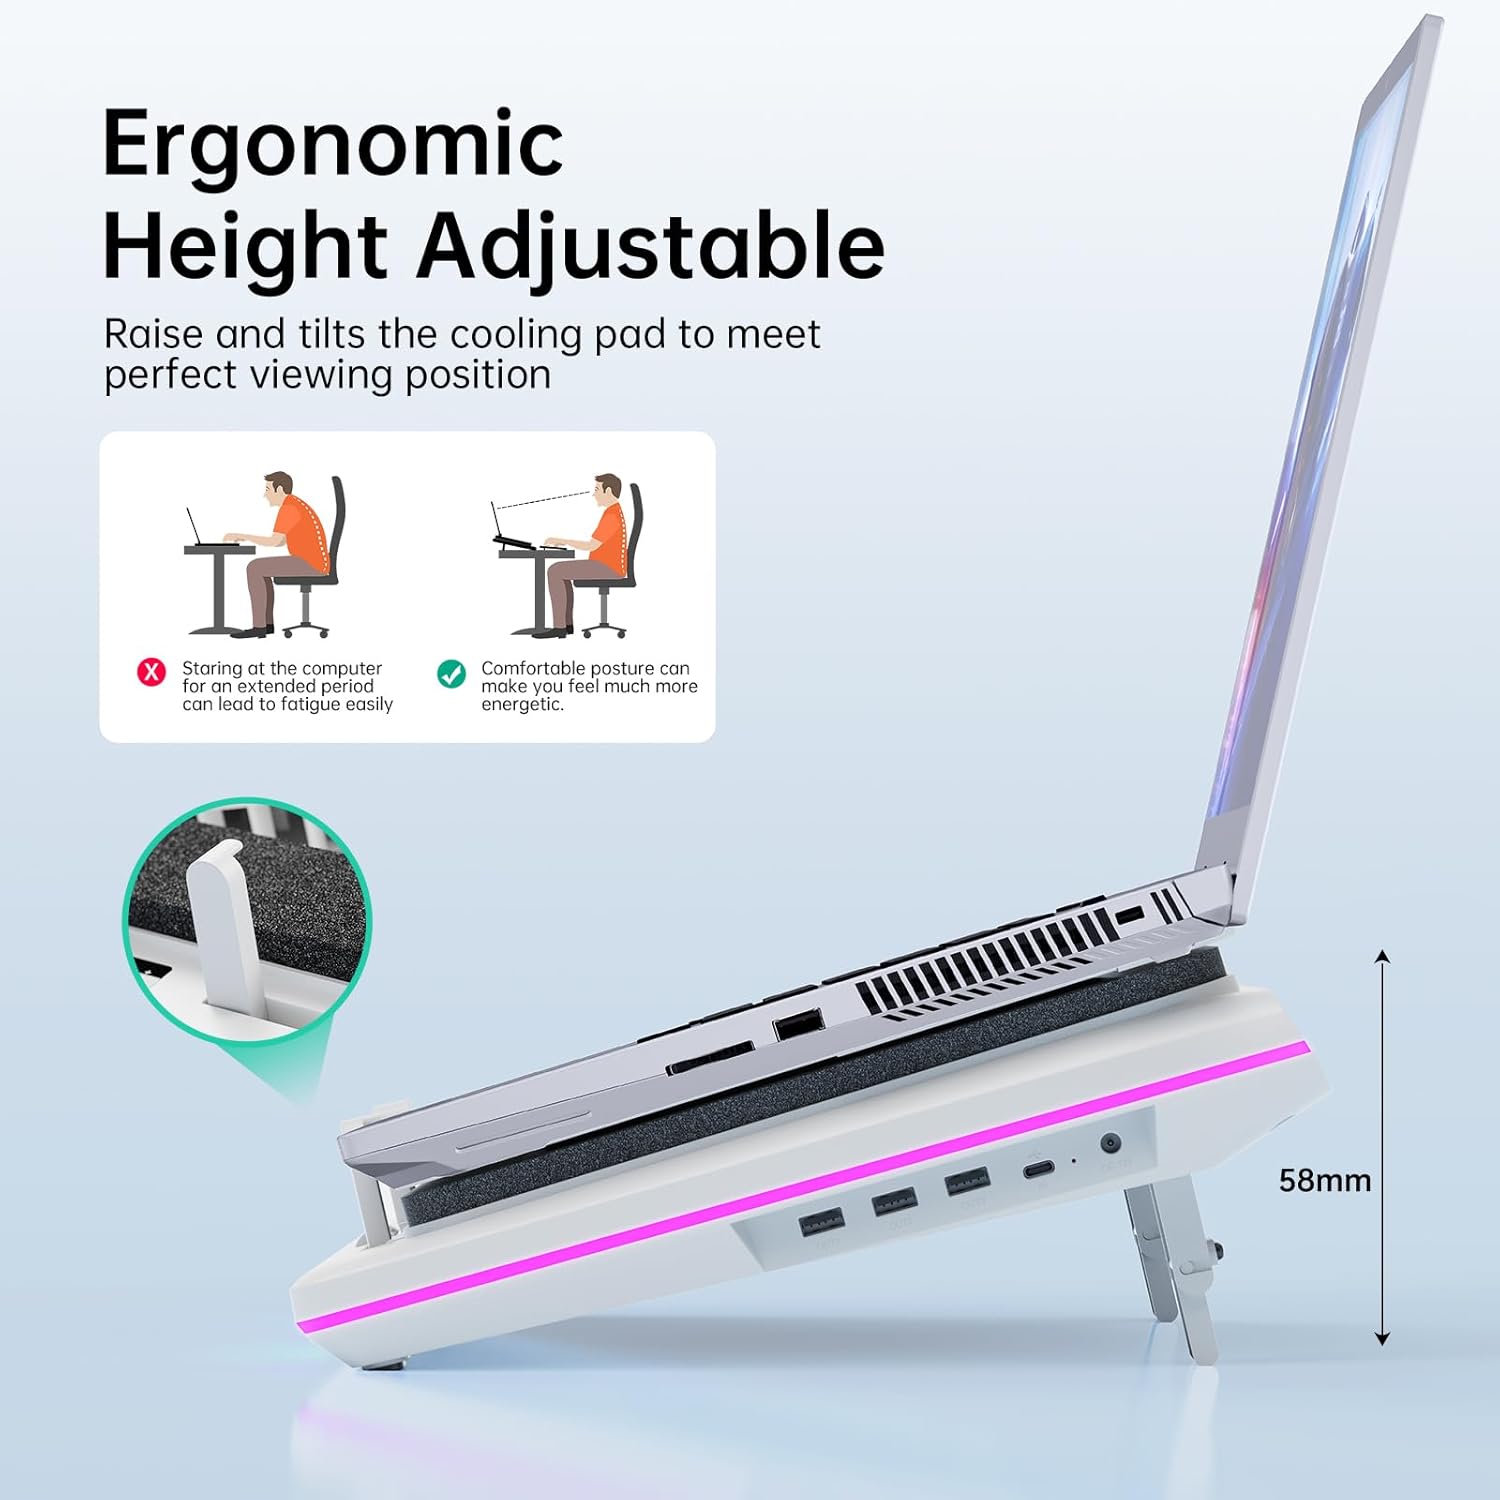 Ergonomic
Height Adjustable
Raise and tilts the cooling pad to meet
perfect viewing position
X
Staring at the computer
for an extended period
can lead to fatigue easily
Comfortable posture can
make you feel much more
energetic.
58mm